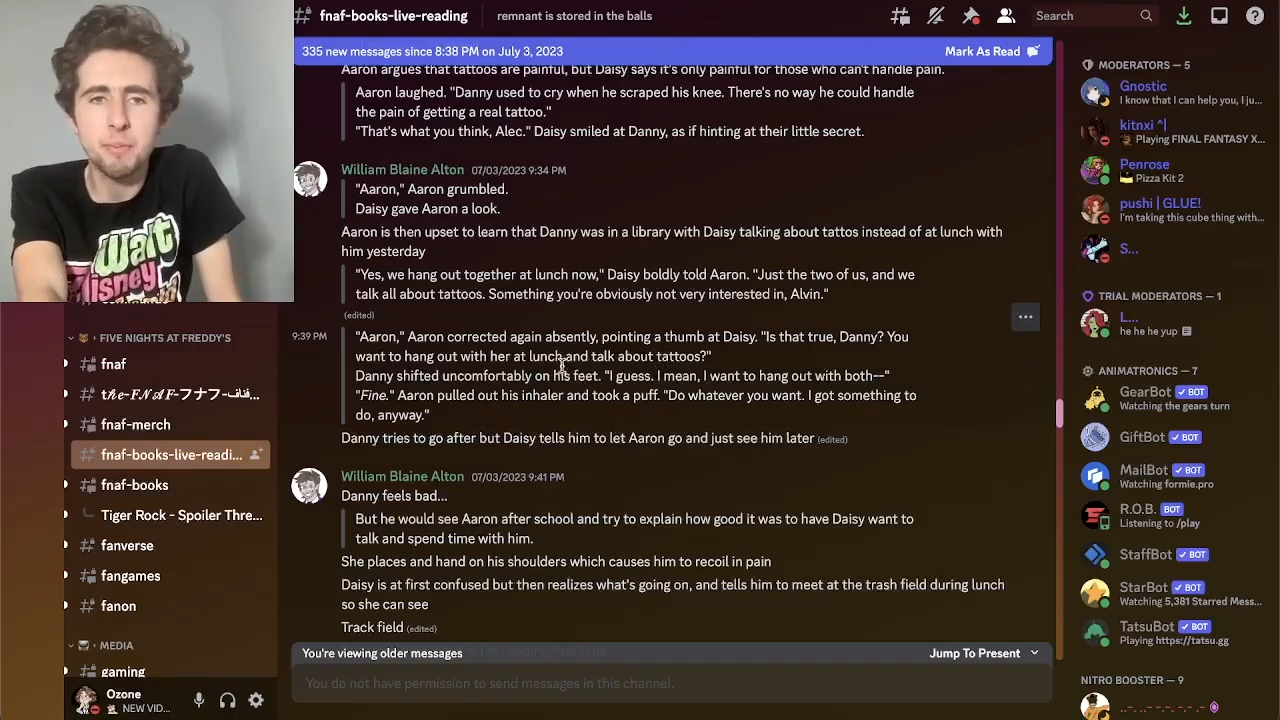 fnaf-books-live-reading
remnant is stored in the balls
Search
335 new messages since 8:38 PM on July 3, 2023
Mark As Read
Aaron argues that tattoos are painful, but Daisy says it's only painful for those who can't handle pain.
Aaron laughed. "Danny used to cry when he scraped his knee. There's no way he could handle
the pain of getting a real tattoo."
"That's what you think, Alec." Daisy smiled at Danny, as if hinting at their little secret.
William Blaine Alton 07/03/2023 9:34 PM
"Aaron," Aaron grumbled.
Daisy gave Aaron a look.
Aaron is then upset to learn that Danny was in a library with Daisy talking about tattos instead of at lunch with
him yesterday
"Yes, we hang out together at lunch now," Daisy boldly told Aaron. "Just the two of us, and we
talk all about tattoos. Something you're obviously not very interested in, Alvin."
(edited)
9:39 PM
"Aaron," Aaron corrected again absently, pointing a thumb at Daisy. "Is that true, Danny? You
want to hang out with her at lunch and talk about tattoos?"
Danny shifted uncomfortably on his feet. "I guess. I mean, I want to hang out with both--"
"Fine." Aaron pulled out his inhaler and took a puff. "Do whatever you want. I got something to
do, anyway."
Danny tries to go after but Daisy tells him to let Aaron go and just see him later (edited)
William Blaine Alton 07/03/2023 9:41 PM
Danny feels bad...
But he would see Aaron after school and try to explain how good it was to have Daisy want to
talk and spend time with him.
She places and hand on his shoulders which causes him to recoil in pain
Daisy is at first confused but then realizes what's going on, and tells him to meet at the trash field during lunch
so she can see
Track field (edited)
You're viewing older messages
Jump To Present
You do not have permission to send messages in this channel.
Walt
Disney
FIVE NIGHTS AT FREDDY'S
fnaf
fnaf-merch
fnaf-books-live-readi...
fnaf-books
Tiger Rock - Spoiler Thre...
fanverse
fangames
fanon
MEDIA
gaming
Ozone
NEW VID...
MODERATORS — 5
Gnostic
I know that I can help you, I ju...
kitnxi ^|
Playing FINAL FANTASY X...
Penrose
Pizza Kit 2
pushi | GLUE!
I'm taking this cube thing with...
S...
TRIAL MODERATORS — 1
L...
he he he yup
ANIMATRONICS — 7
GearBot BOT
Watching the gears turn
GiftBot BOT
MailBot BOT
Watching formie.pro
R.O.B. BOT
Listening to /play
StaffBot BOT
StarBot BOT
Watching 5,381 Starred Mess...
TatsuBot BOT
Playing https://tatsu.gg
NITRO BOOSTER — 9